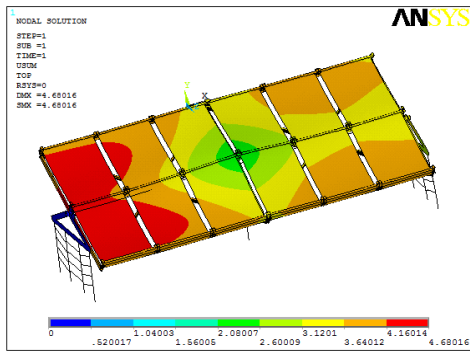 1
NODAL SOLUTION
STEP=1
SUB =1
TIME=1
USUM
TOP
RSYS=0
DMX =4.68016
SMX =4.68016
ANSYS
Y
X
0 1.04003 2.08007 3.1201 4.16014
.520017 1.56005 2.60009 3.64012 4.68016